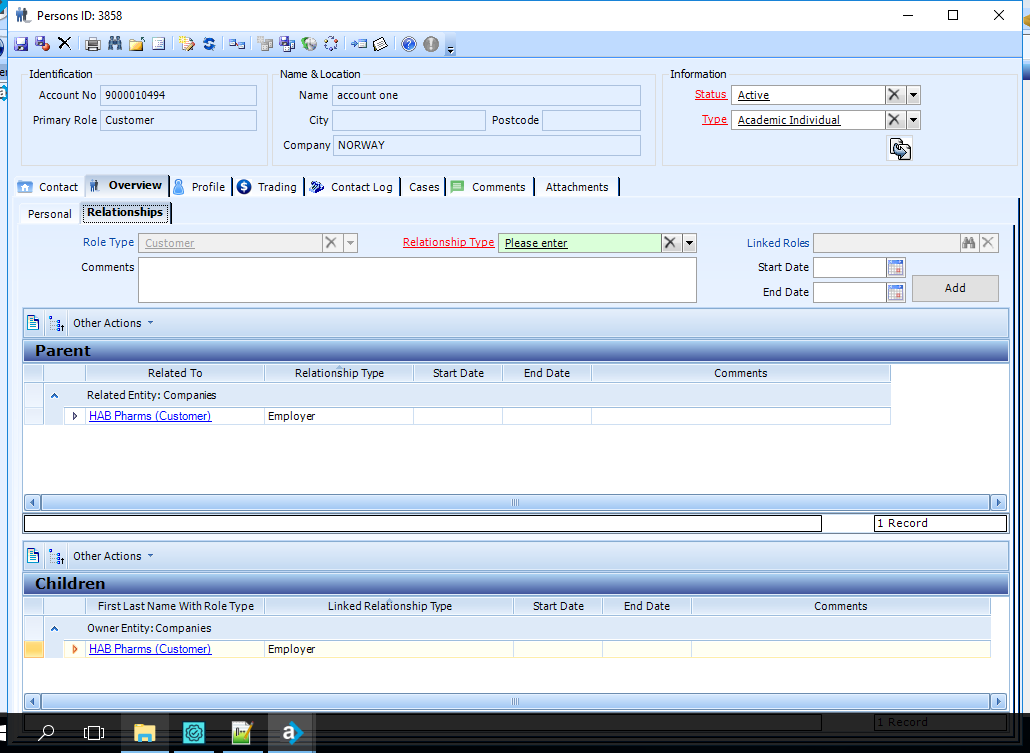 Persons ID: 3858
Identification
Name & Location
Information
Account No 9000010494
Name account one
Status Active
Primary Role Customer
City Postcode
Type Academic Individual
Company NORWAY
Contact Overview Profile Trading Contact Log Cases Comments Attachments
Personal Relationships
Role Type Customer Relationship Type Please enter Linked Roles
Comments Start Date
End Date Add
Other Actions
Parent
Related To Relationship Type Start Date End Date Comments
Related Entity: Companies
HAB Pharms (Customer) Employer
1 Record
Other Actions
Children
First Last Name With Role Type Linked Relationship Type Start Date End Date Comments
Owner Entity: Companies
HAB Pharms (Customer) Employer
1 Record